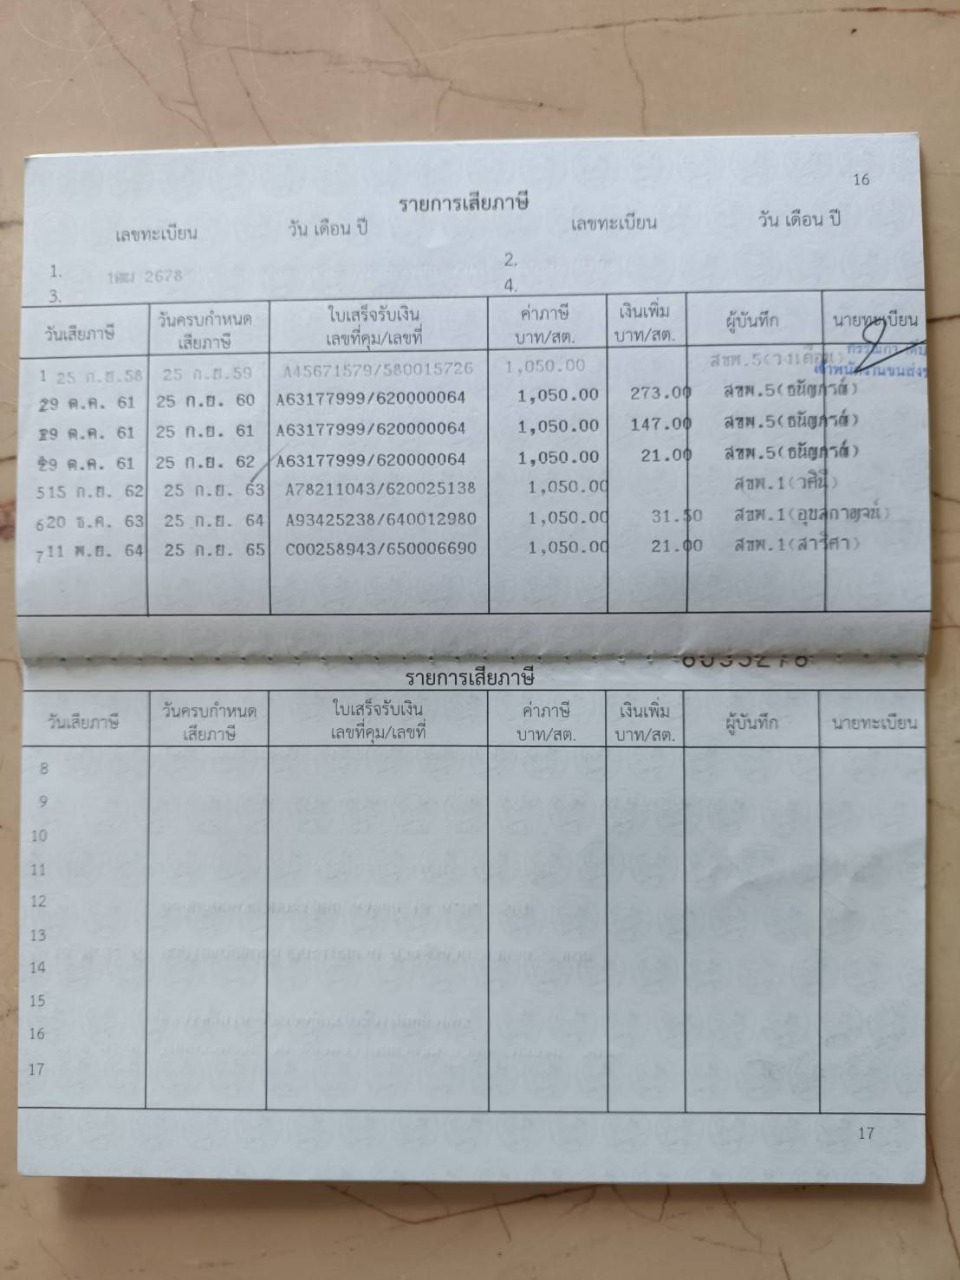 16
รายการเสียภาษี
เลขทะเบียน วัน เดือน ปี เลขทะเบียน วัน เดือน ปี
1. 2678 2.
3. 4.
วันเสียภาษี วันครบกำหนดเสียภาษี ใบเสร็จรับเงิน เลขที่คุม/เลขที่ ค่าภาษี บาท/สต. เงินเพิ่ม บาท/สต. ผู้บันทึก นายทะเบียน
1 25 ก.ย.58 25 ก.ย.59 A45671579/580015726 1,050.00 สขพ.5(วงเดือน)
29 ต.ค. 61 25 ก.ย. 60 A63177999/620000064 1,050.00 273.00 สขพ.5(ธนัญภรณ์)
29 ต.ค. 61 25 ก.ย. 61 A63177999/620000064 1,050.00 147.00 สขพ.5(ธนัญภรณ์)
29 ต.ค. 61 25 ก.ย. 62 A63177999/620000064 1,050.00 21.00 สขพ.5(ธนัญภรณ์)
5 15 ก.ย. 62 25 ก.ย. 63 A78211043/620025138 1,050.00 สขพ.1(วศินี)
6 20 ธ.ค. 63 25 ก.ย. 64 A93425238/640012980 1,050.00 31.50 สขพ.1
7 11 พ.ย. 64 25 ก.ย. 65 C00258943/650006690 1,050.00 21.00 สขพ.1(สาริศา)
รายการเสียภาษี
วันเสียภาษี วันครบกำหนดเสียภาษี ใบเสร็จรับเงิน เลขที่คุม/เลขที่ ค่าภาษี บาท/สต. เงินเพิ่ม บาท/สต. ผู้บันทึก นายทะเบียน
8
9
10
11
12
13
14
15
16
17
17